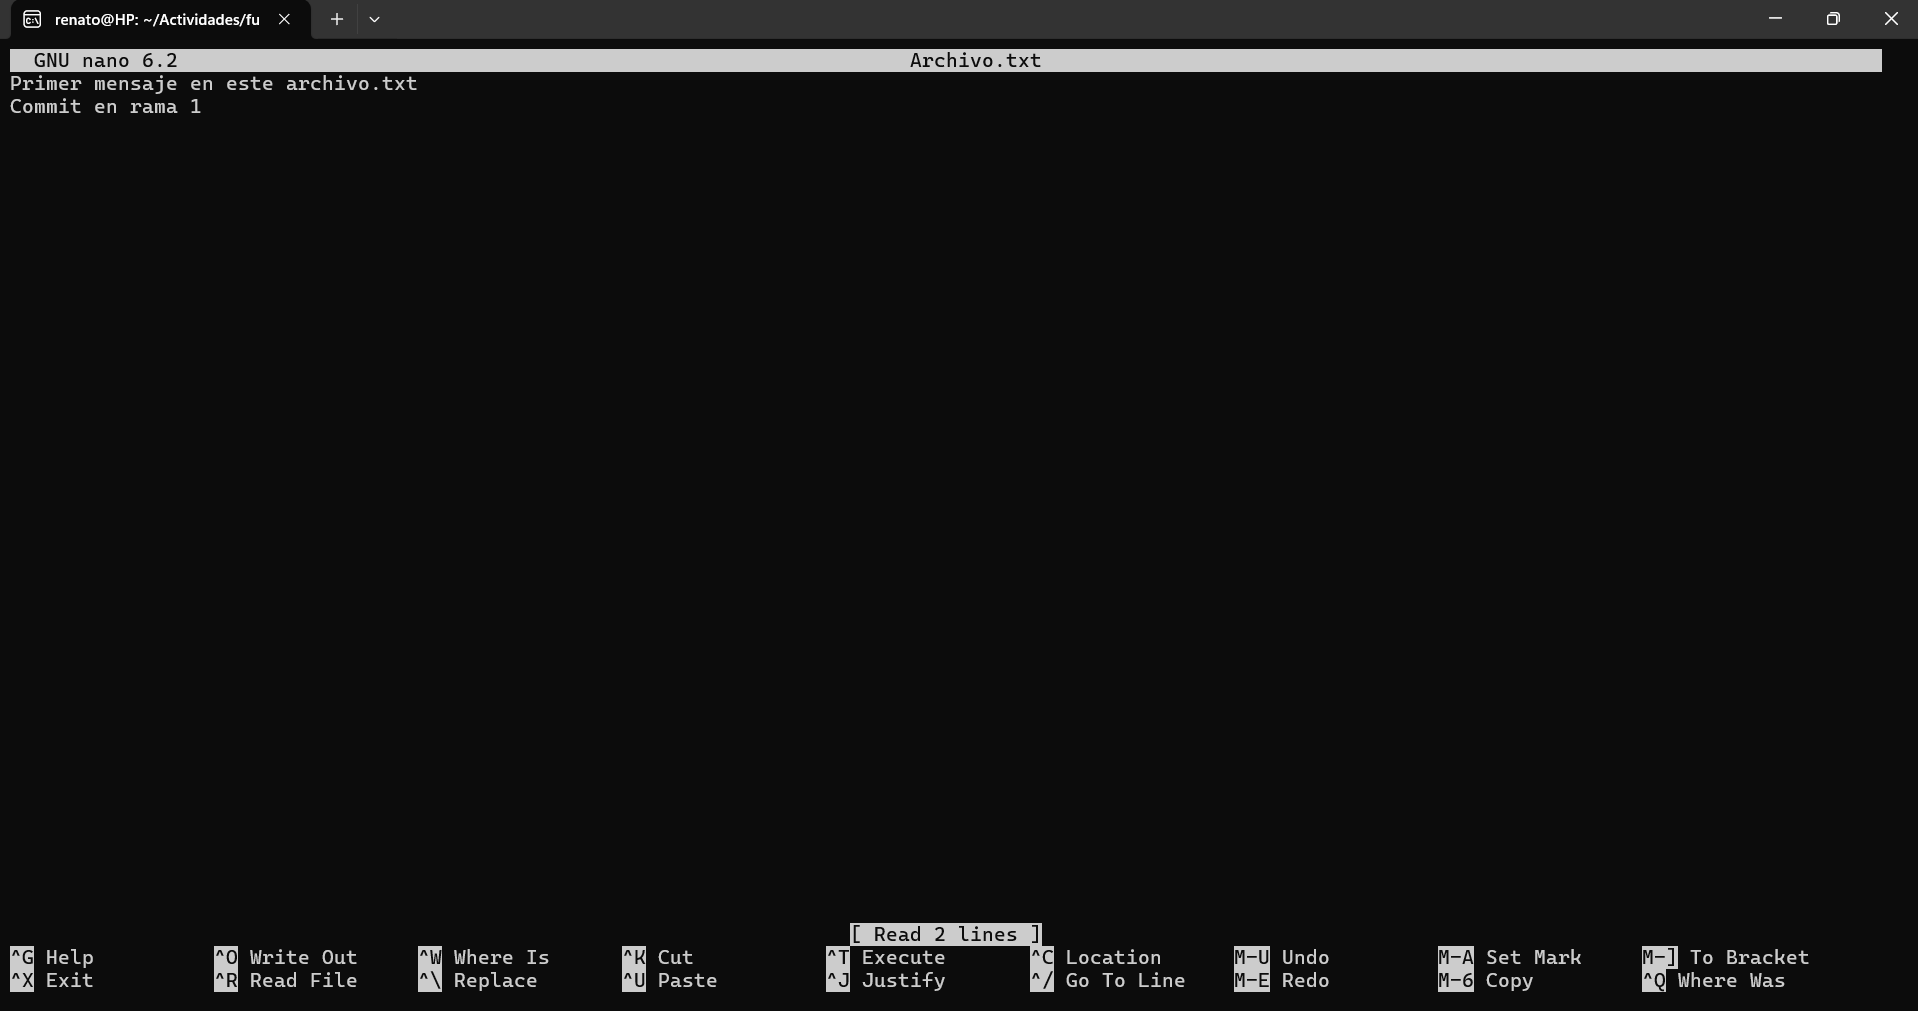 renato@HP: ~/Actividades/fu
GNU nano 6.2 Archivo.txt
Primer mensaje en este archivo.txt
Commit en rama 1
[ Read 2 lines ]
^G Help ^O Write Out ^W Where Is ^K Cut ^T Execute ^C Location M-U Undo M-A Set Mark M-] To Bracket
^X Exit ^R Read File ^\ Replace ^U Paste ^J Justify ^/ Go To Line M-E Redo M-6 Copy ^Q Where Was